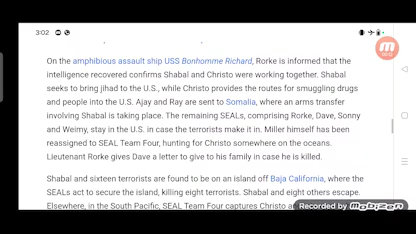 3:02
00:03
On the amphibious assault ship USS Bonhomme Richard, Rorke is informed that the
intelligence recovered confirms Shabal and Christo were working together. Shabal
seeks to bring jihad to the U.S., while Christo provides the routes for smuggling drugs
and people into the U.S. Ajay and Ray are sent to Somalia, where an arms transfer
involving Shabal is taking place. The remaining SEALs, comprising Rorke, Dave, Sonny
and Weimy, stay in the U.S. in case the terrorists make it in. Miller himself has been
reassigned to SEAL Team Four, hunting for Christo somewhere on the oceans.
Lieutenant Rorke gives Dave a letter to give to his family in case he is killed.
Shabal and sixteen terrorists are found to be on an island off Baja California, where the
SEALs act to secure the island, killing eight terrorists. Shabal and eight others escape.
Elsewhere, in the South Pacific, SEAL Team Four captures Christo
Recorded by
mobizen